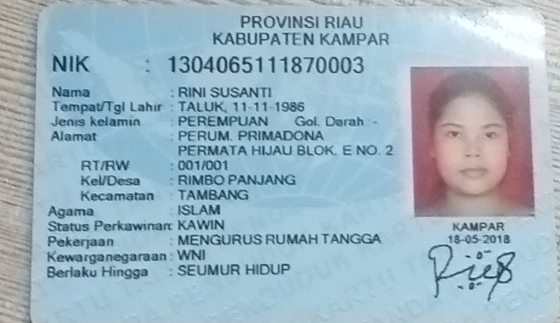 PROVINSI RIAU
KABUPATEN KAMPAR
NIK : 1304065111870003
Nama : RINI SUSANTI
Tempat/Tgl Lahir : TALUK, 11-11-1986
Jenis kelamin : PEREMPUAN Gol. Darah -
Alamat : PERUM. PRIMADONA
PERMATA HIJAU BLOK. E NO. 2
RT/RW : 001/001
Kel/Desa : RIMBO PANJANG
Kecamatan : TAMBANG
Agama : ISLAM
Status Perkawinan: KAWIN
Pekerjaan : MENGURUS RUMAH TANGGA
Kewarganegaraan : WNI
Berlaku Hingga : SEUMUR HIDUP
KAMPAR
18-05-2018